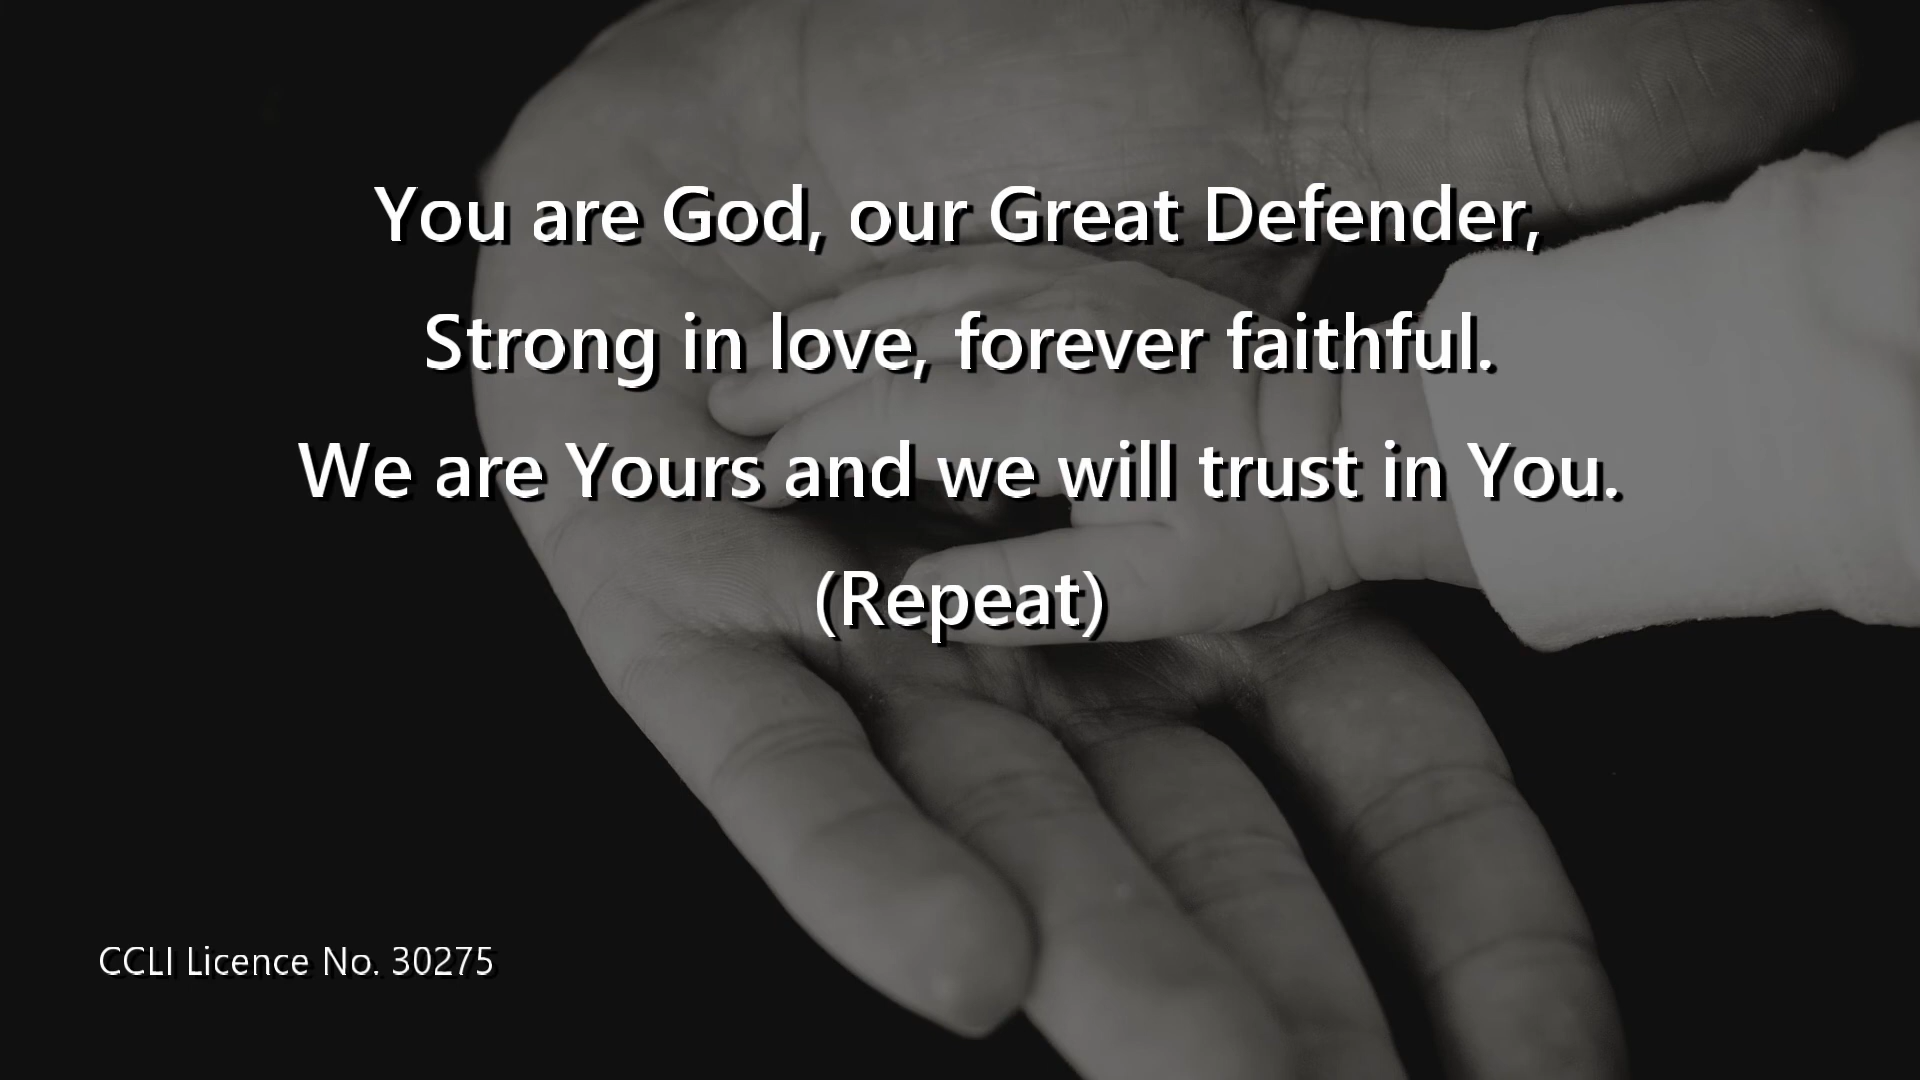 You are God, our Great Defender,
Strong in love, forever faithful.
We are Yours and we will trust in You.
(Repeat)
CCLI Licence No. 30275